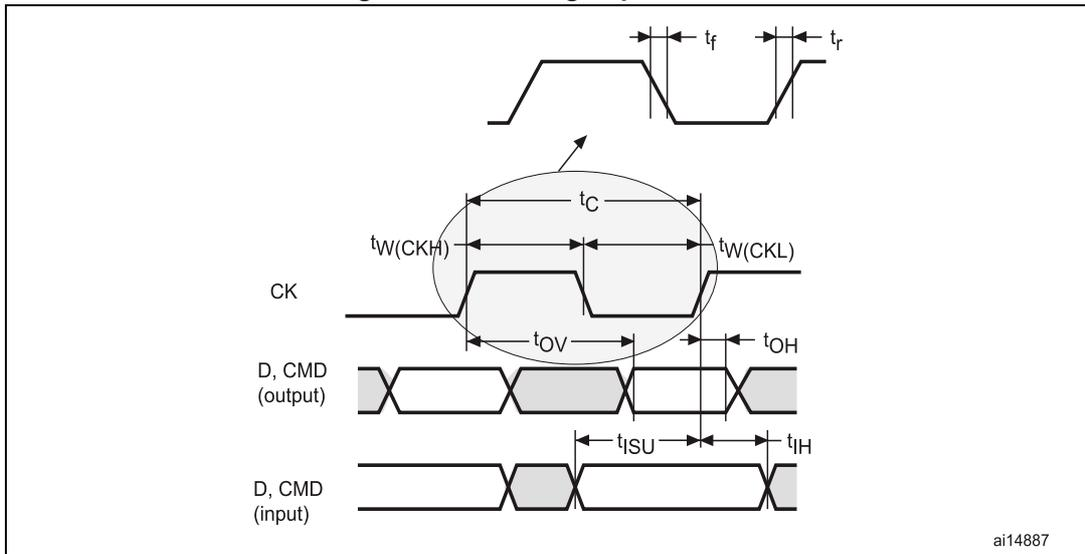 tf
tr
tC
tW(CKH)
tW(CKL)
CK
tOV
tOH
D, CMD
(output)
tISU
tIH
D, CMD
(input)
ai14887